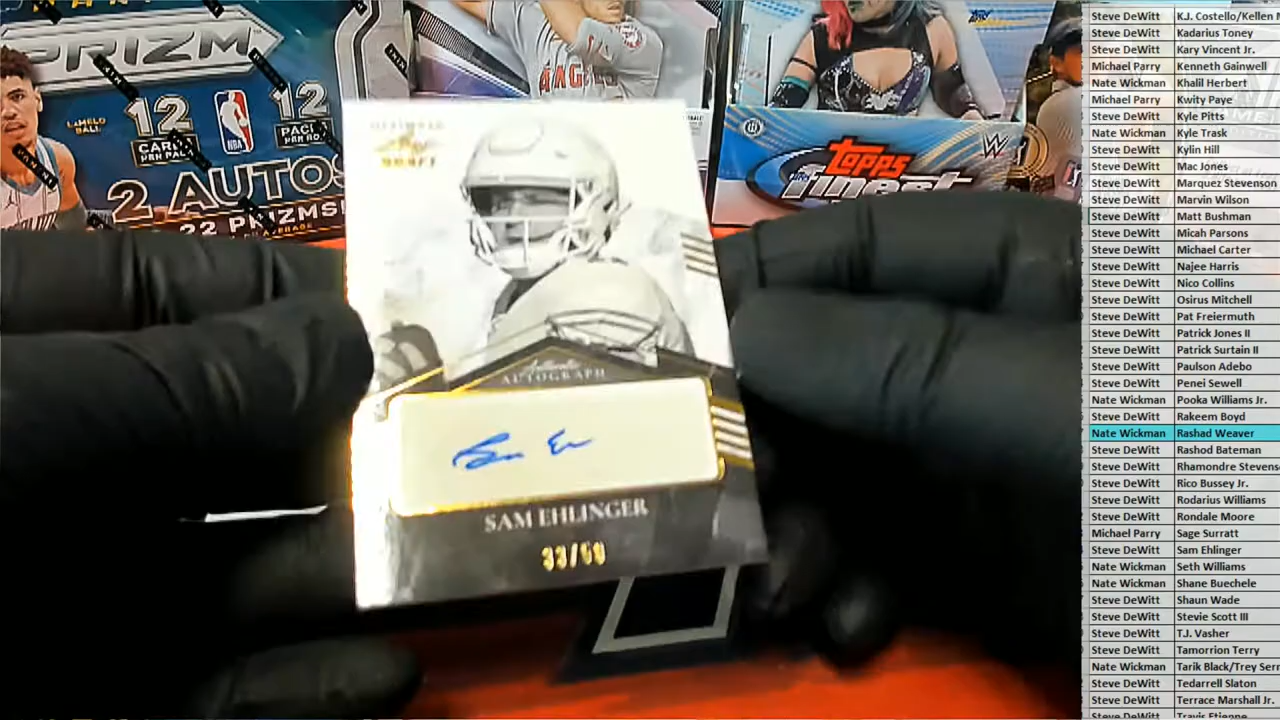 PRIZM
LaMELO
BALL
12
CARDS
PER PACK
NBA
12
2 AUTOS
22 PRIZMS!
ANGELS
topps
finest
W
DRAFT
Authentic
AUTOGRAPH
SAM EHLINGER
33/50
Steve DeWitt K.J. Costello/Kellen
Steve DeWitt Kadarius Toney
Steve DeWitt Kary Vincent Jr.
Michael Parry Kenneth Gainwell
Nate Wickman Khalil Herbert
Michael Parry Kwity Paye
Steve DeWitt Kyle Pitts
Nate Wickman Kyle Trask
Steve DeWitt Kylin Hill
Steve DeWitt Mac Jones
Steve DeWitt Marquez Stevenson
Steve DeWitt Marvin Wilson
Steve DeWitt Matt Bushman
Steve DeWitt Micah Parsons
Steve DeWitt Michael Carter
Steve DeWitt Najee Harris
Steve DeWitt Nico Collins
Steve DeWitt Osirus Mitchell
Steve DeWitt Pat Freiermuth
Steve DeWitt Patrick Jones II
Steve DeWitt Patrick Surtain II
Steve DeWitt Paulson Adebo
Steve DeWitt Penei Sewell
Nate Wickman Pooka Williams Jr.
Steve DeWitt Rakeem Boyd
Nate Wickman Rashad Weaver
Steve DeWitt Rashod Bateman
Steve DeWitt Rhamondre Stevens
Steve DeWitt Rico Bussey Jr.
Steve DeWitt Rodarius Williams
Steve DeWitt Rondale Moore
Michael Parry Sage Surratt
Steve DeWitt Sam Ehlinger
Nate Wickman Seth Williams
Nate Wickman Shane Buechele
Steve DeWitt Shaun Wade
Steve DeWitt Stevie Scott III
Steve DeWitt T.J. Vasher
Steve DeWitt Tamorrion Terry
Nate Wickman Tarik Black/Trey Serm
Steve DeWitt Tedarrell Slaton
Steve DeWitt Terrace Marshall Jr.
Steve DeWitt Travis Etienne